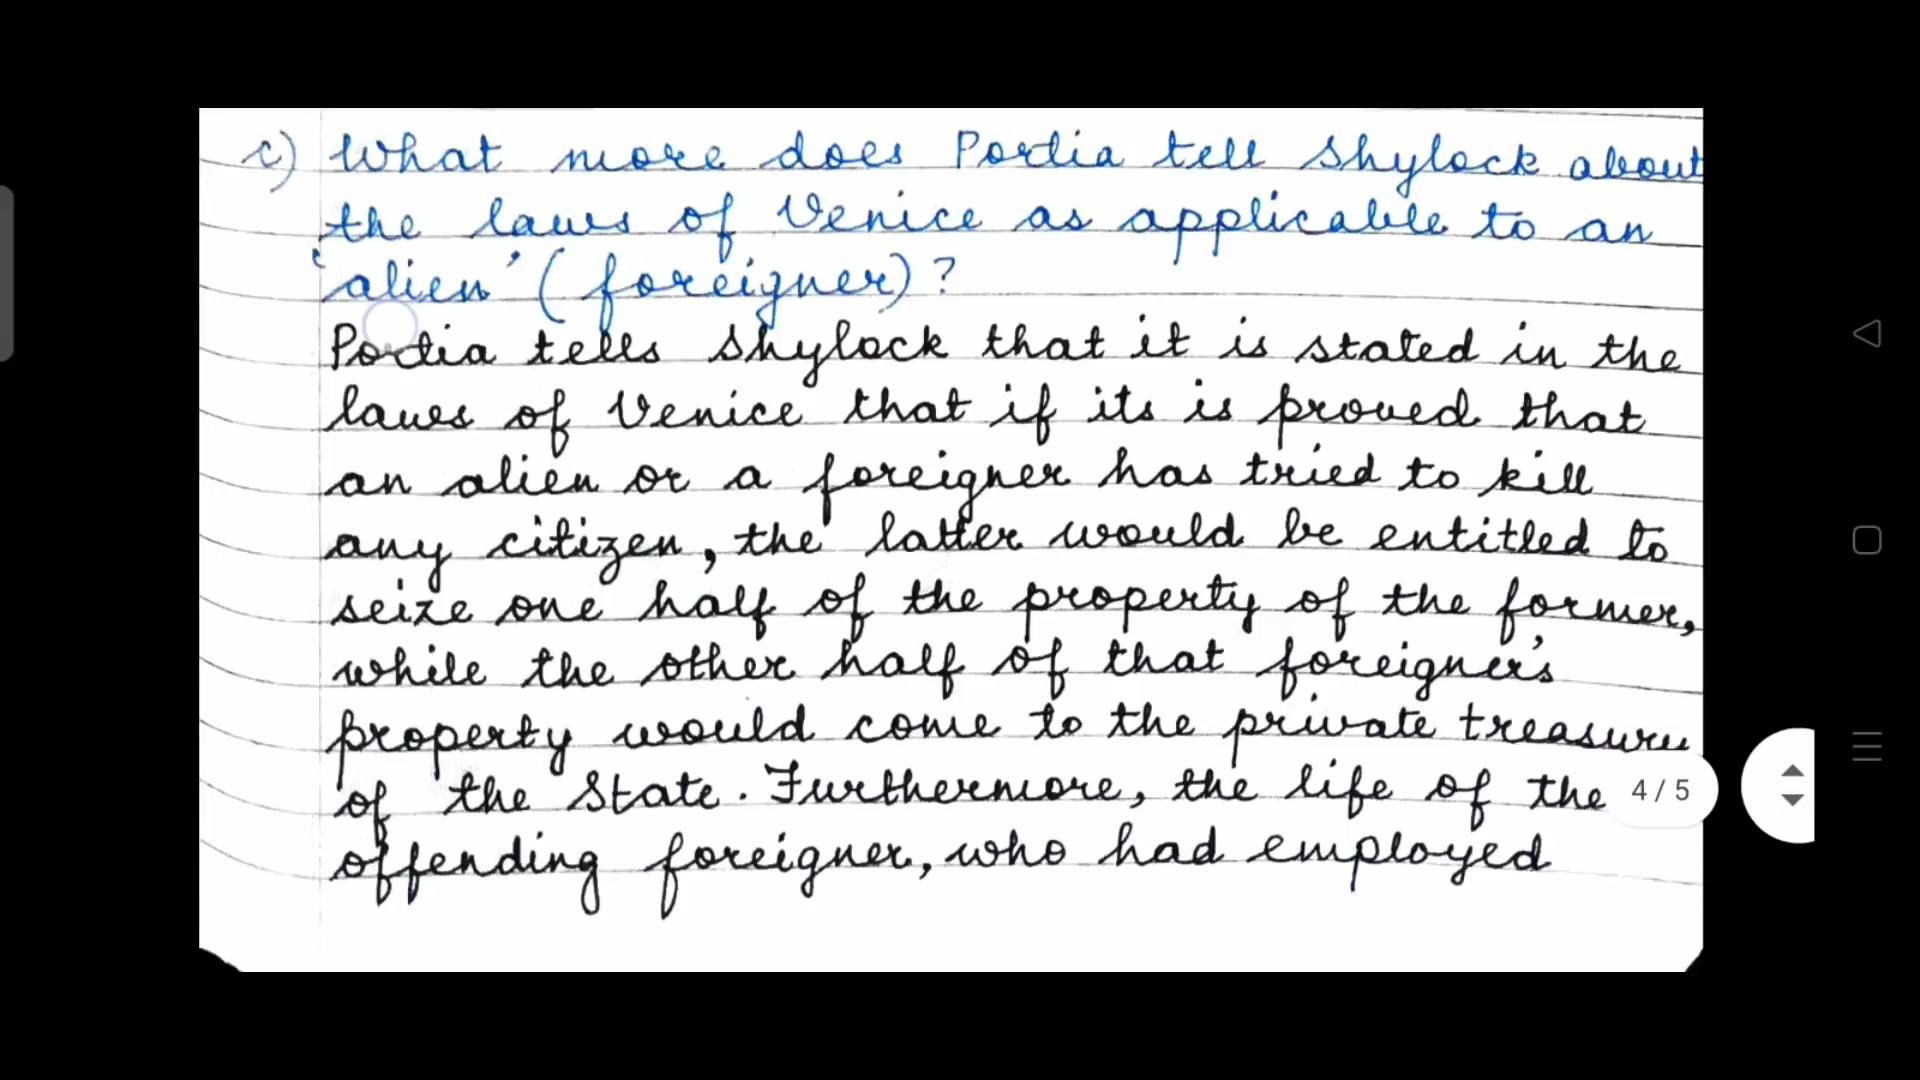 c) What more does Portia tell Shylock about
the laws of Venice as applicable to an
'alien' (foreigner)?
Portia tells Shylock that it is stated in the
laws of Venice that if its is proved that
an alien or a foreigner has tried to kill
any citizen, the latter would be entitled to
seize one half of the property of the former,
while the other half of that foreigner's
property would come to the private treasury
of the State. Furthermore, the life of the
4 / 5
offending foreigner, who had employed